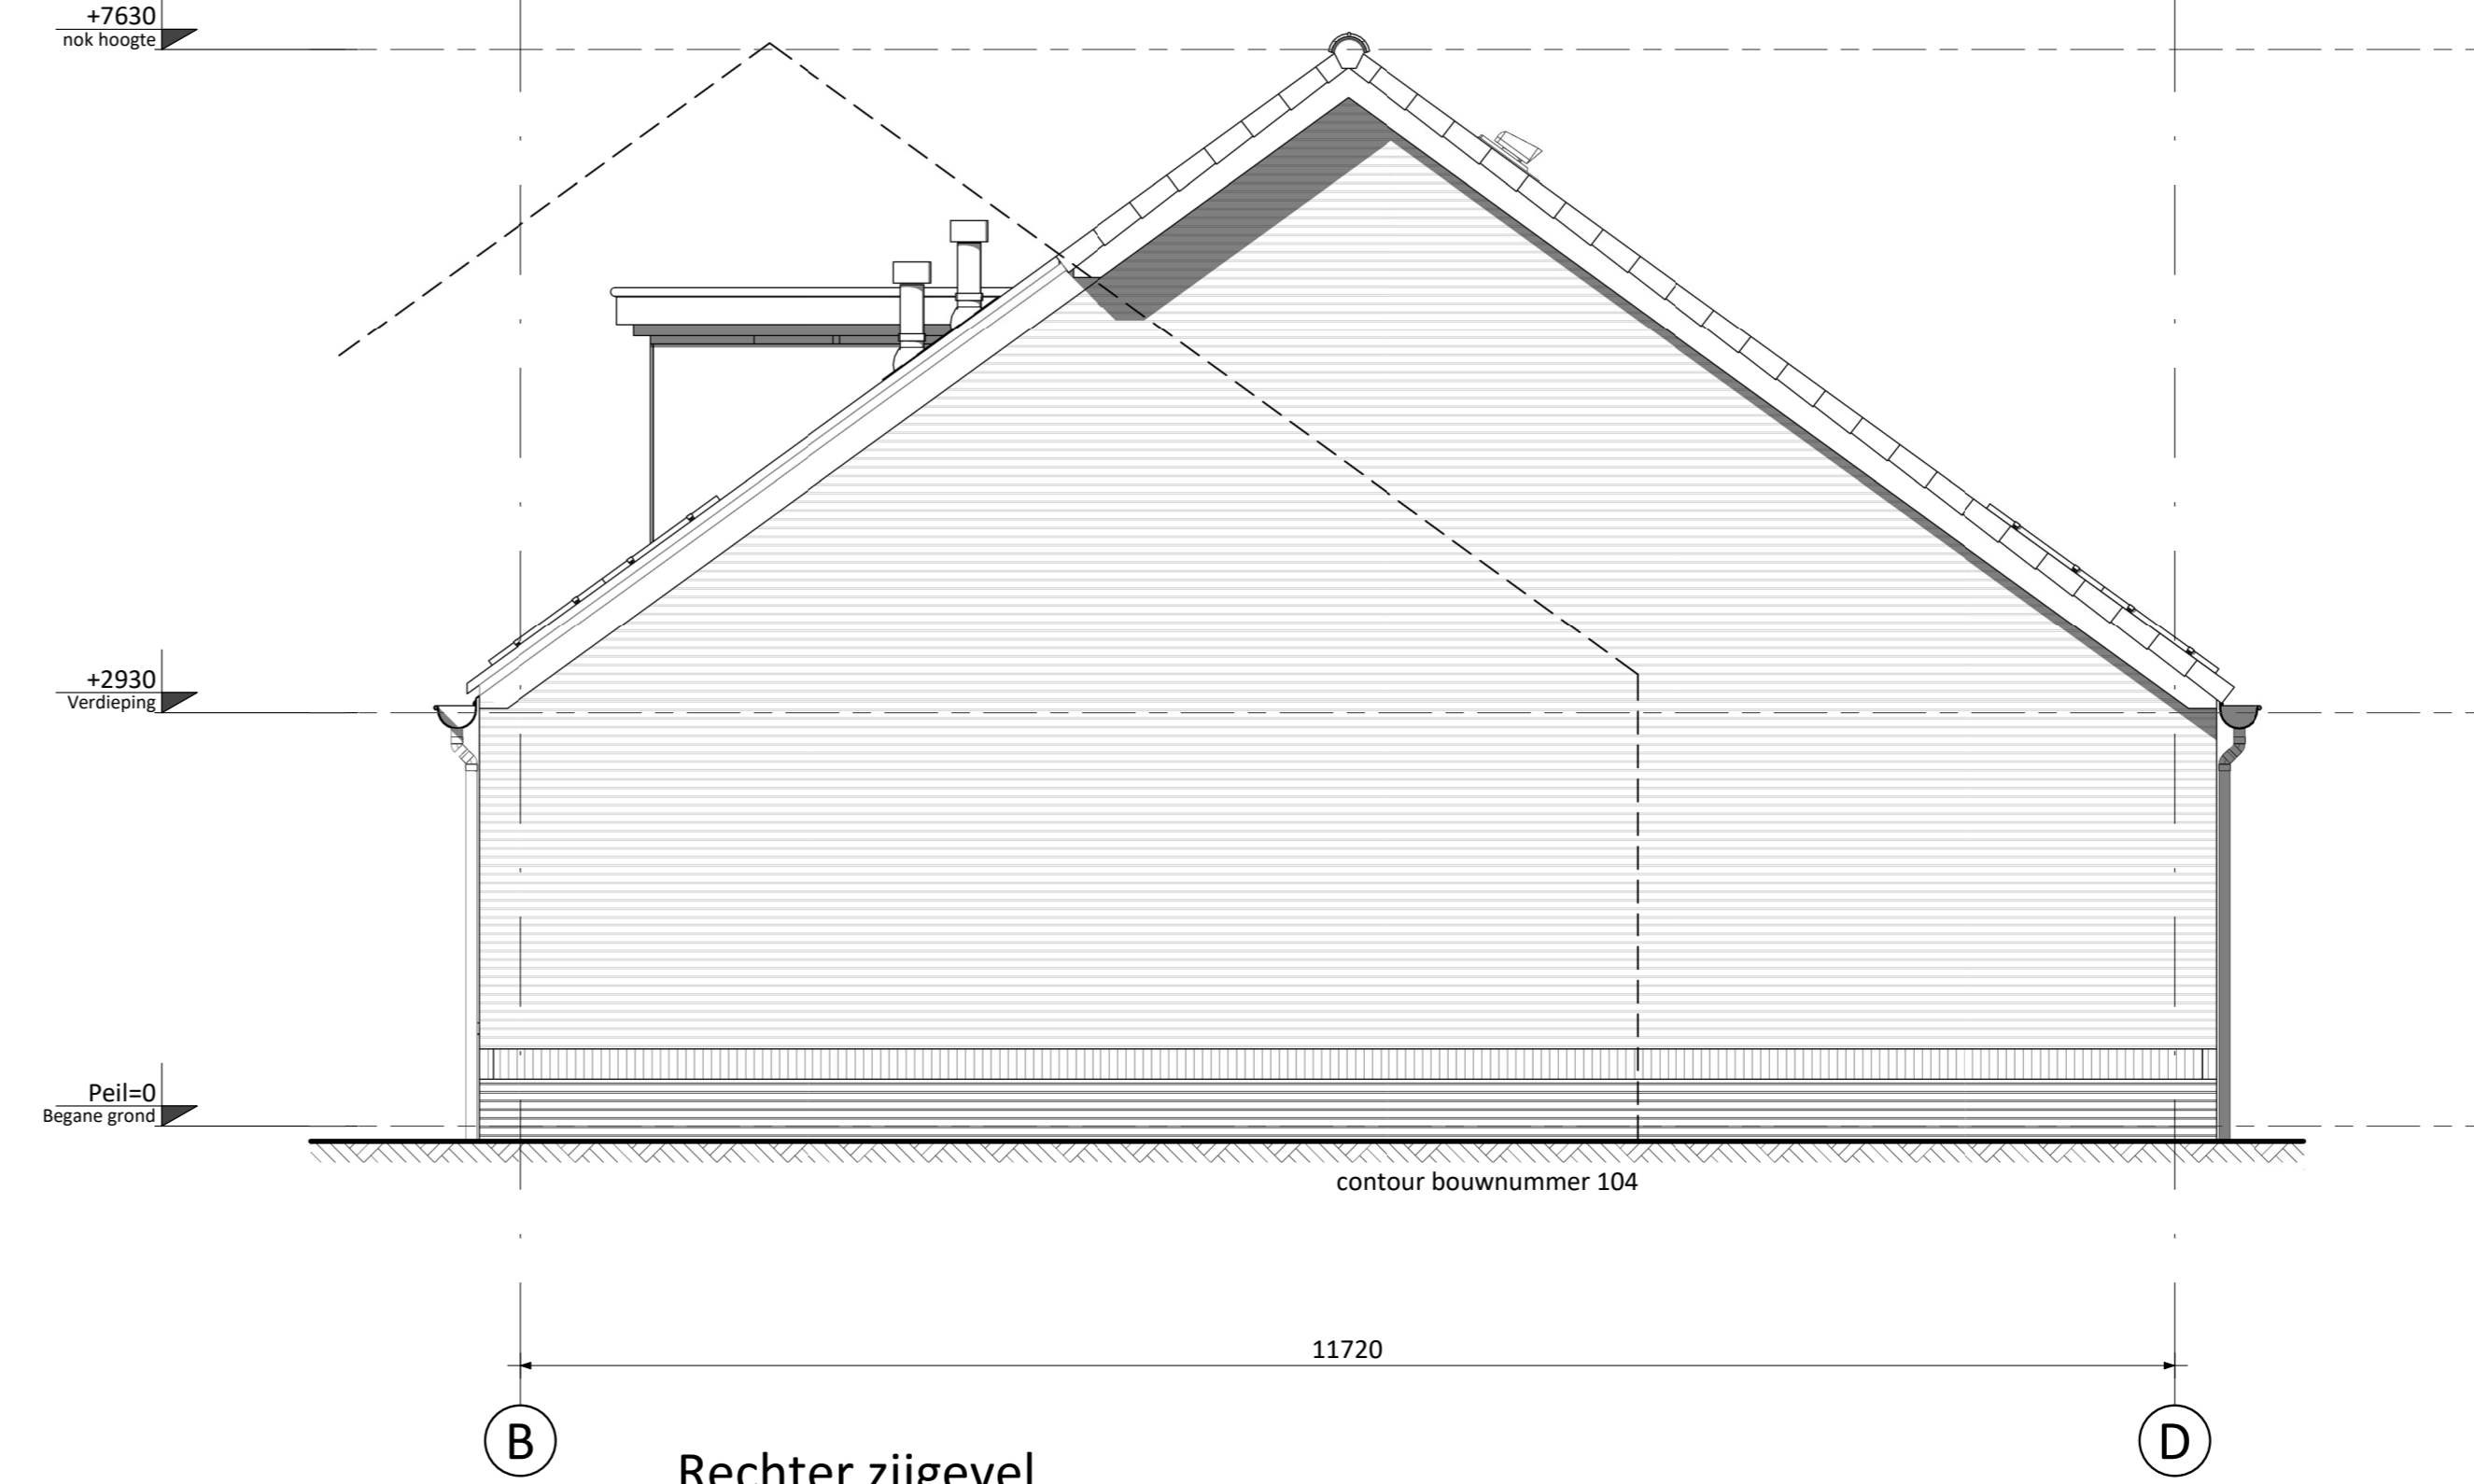 +7630
nok hoogte
+2930
Verdieping
Peil=0
Begane grond
contour bouwnummer 104
11720
B
D
Rechter zijgevel